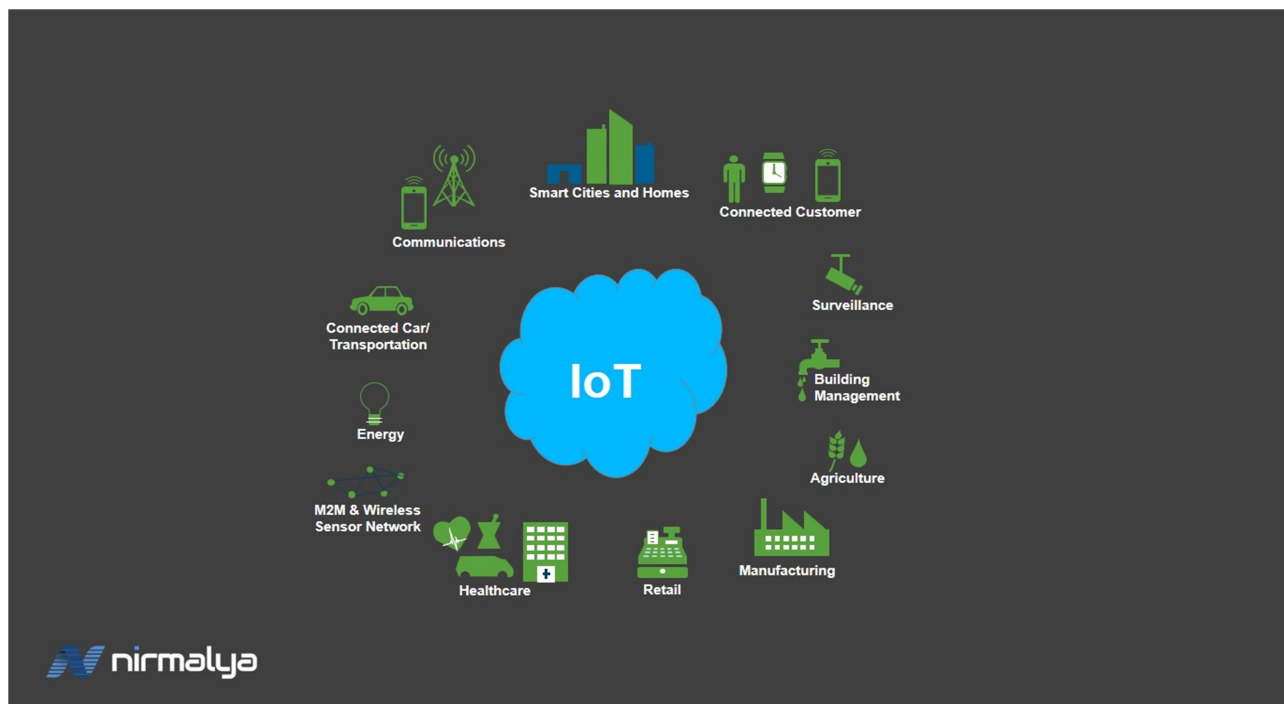 Smart Cities and Homes
Connected Customer
Communications
Surveillance
Connected Car/
Transportation
IoT
Building
Management
Energy
Agriculture
M2M & Wireless
Sensor Network
Manufacturing
Healthcare
Retail
nirmalya